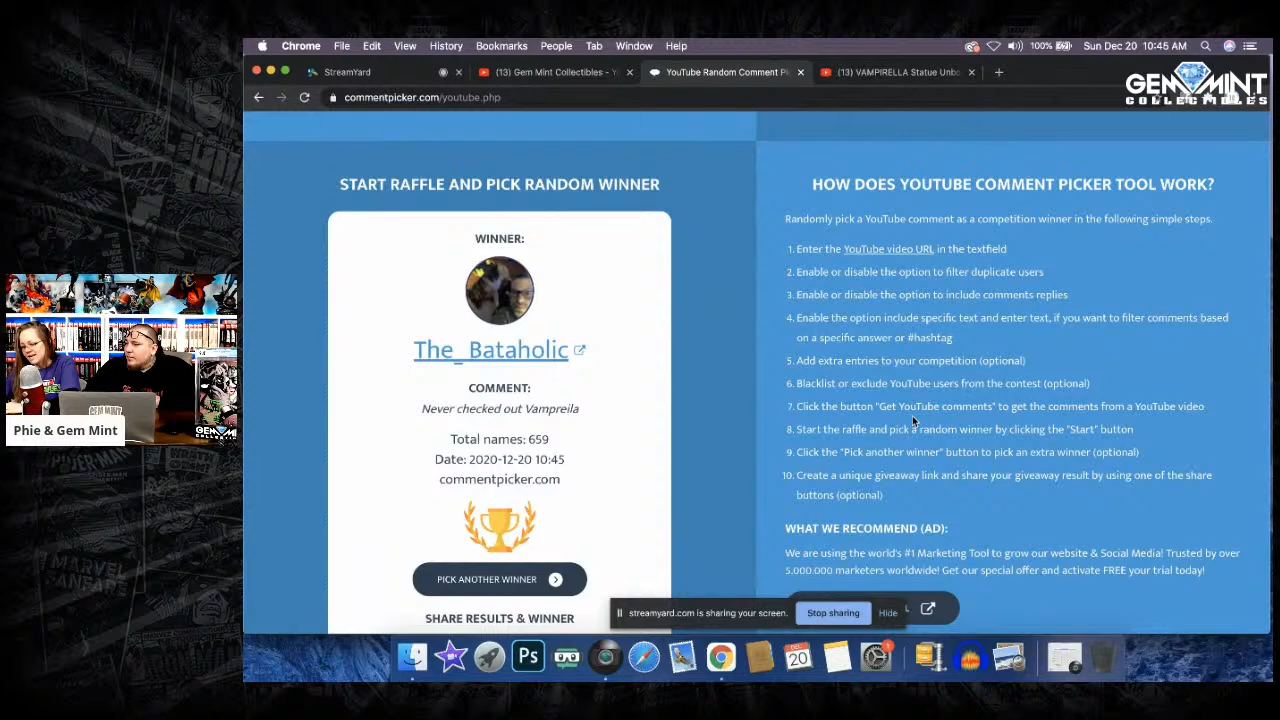 Chrome File Edit View History Bookmarks People Tab Window Help 100% Sun Dec 20 10:45 AM
StreamYard (13) Gem Mint Collectibles - Y YouTube Random Comment Pi (13) VAMPIRELLA Statue Unbo
commentpicker.com/youtube.php
GEM MINT
COLLECTIBLES
START RAFFLE AND PICK RANDOM WINNER
WINNER:
The_ Bataholic
COMMENT:
Never checked out Vampreila
Total names: 659
Date: 2020-12-20 10:45
commentpicker.com
PICK ANOTHER WINNER
SHARE RESULTS & WINNER
HOW DOES YOUTUBE COMMENT PICKER TOOL WORK?
Randomly pick a YouTube comment as a competition winner in the following simple steps.
1. Enter the YouTube video URL in the textfield
2. Enable or disable the option to filter duplicate users
3. Enable or disable the option to include comments replies
4. Enable the option include specific text and enter text, if you want to filter comments based
on a specific answer or #hashtag
5. Add extra entries to your competition (optional)
6. Blacklist or exclude YouTube users from the contest (optional)
7. Click the button "Get YouTube comments" to get the comments from a YouTube video
8. Start the raffle and pick a random winner by clicking the "Start" button
9. Click the "Pick another winner" button to pick an extra winner (optional)
10. Create a unique giveaway link and share your giveaway result by using one of the share
buttons (optional)
WHAT WE RECOMMEND (AD):
We are using the world's #1 Marketing Tool to grow our website & Social Media! Trusted by over
5.000.000 marketers worldwide! Get our special offer and activate FREE your trial today!
streamyard.com is sharing your screen. Stop sharing Hide
Phie & Gem Mint
GEM MINT
Ps
DEC
20
1